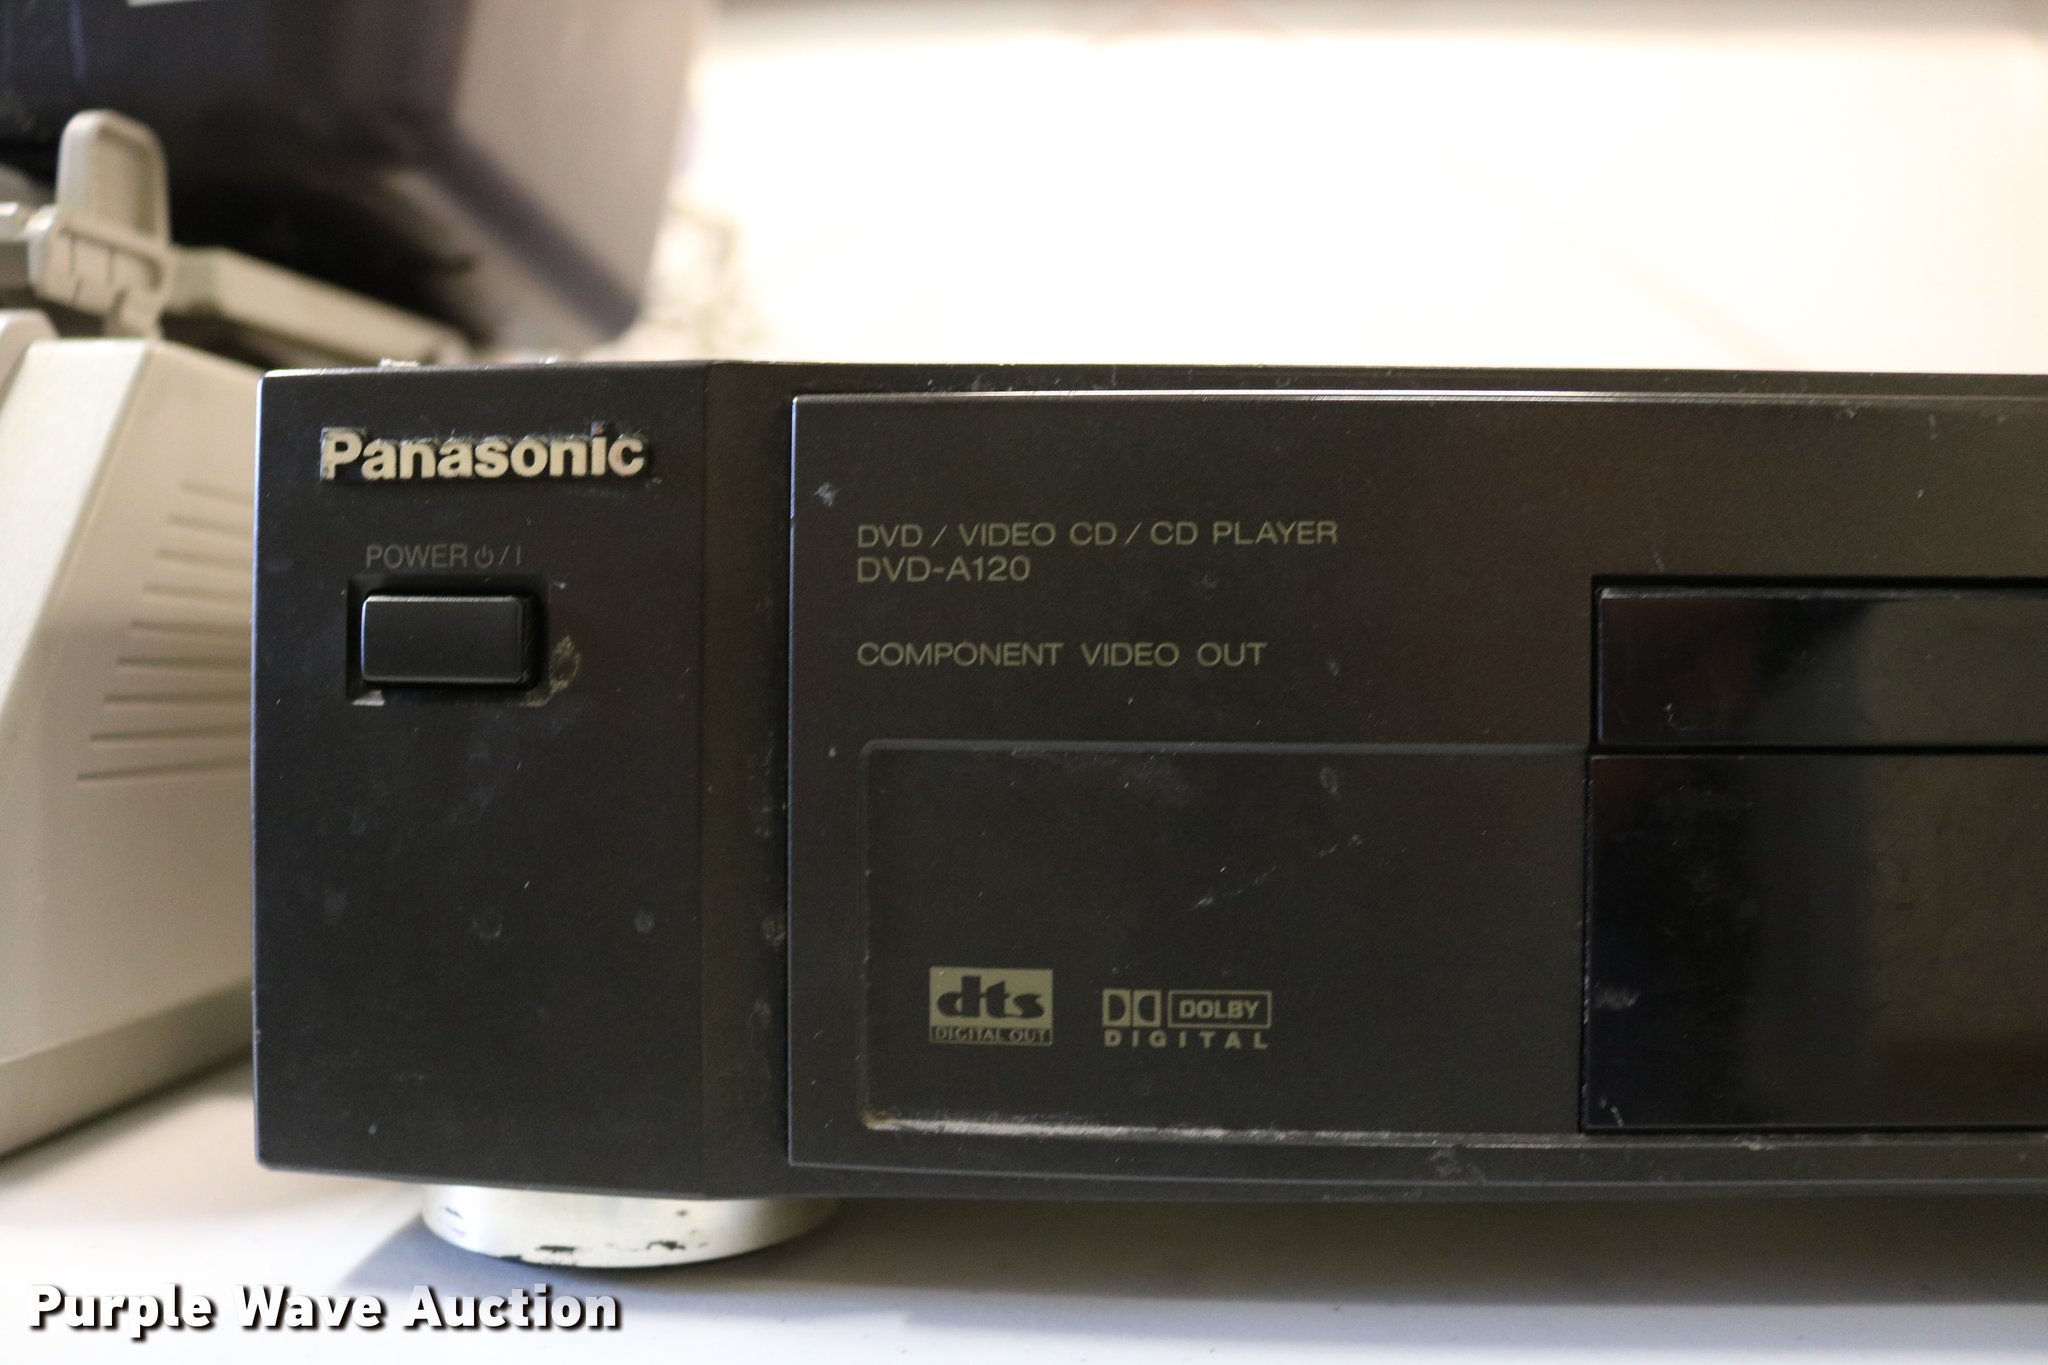 Panasonic
POWER ⏻/I
DVD / VIDEO CD / CD PLAYER
DVD-A120
COMPONENT VIDEO OUT
dts
DIGITAL OUT
DOLBY
DIGITAL
Purple Wave Auction